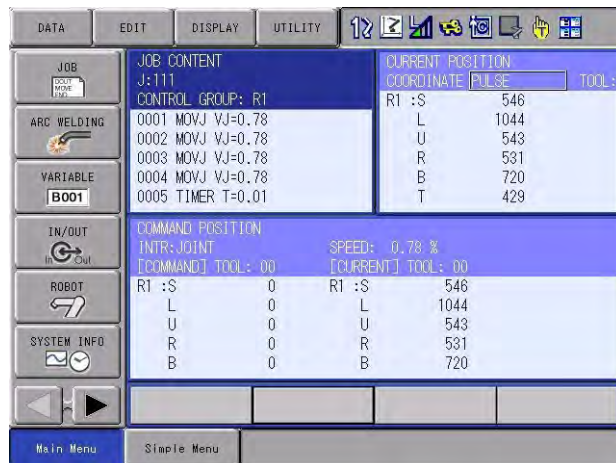 DATA
EDIT
DISPLAY
UTILITY
JOB
DOUT
MOVE
END
ARC WELDING
VARIABLE
B001
IN/OUT
In Out
ROBOT
SYSTEM INFO
JOB CONTENT
J:111
CONTROL GROUP: R1
0001 MOVJ VJ=0.78
0002 MOVJ VJ=0.78
0003 MOVJ VJ=0.78
0004 MOVJ VJ=0.78
0005 TIMER T=0.01
CURRENT POSITION
COORDINATE PULSE TOOL:
R1 :S 546
L 1044
U 543
R 531
B 720
T 429
COMMAND POSITION
INTR:JOINT SPEED: 0.78 %
[COMMAND] TOOL: 00 [CURRENT] TOOL: 00
R1 :S 0 R1 :S 546
L 0 L 1044
U 0 U 543
R 0 R 531
B 0 B 720
Main Menu
Simple Menu